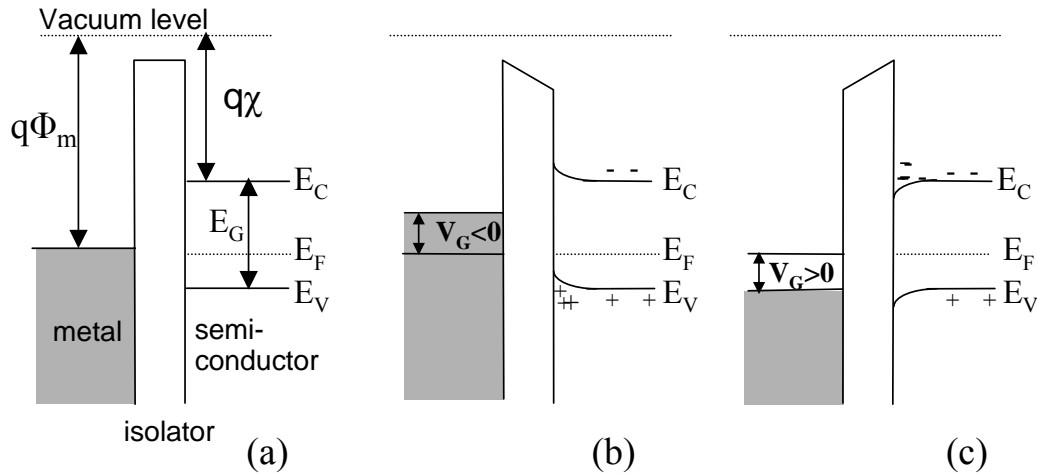 Vacuum level
qΦm
qχ
EC
EG
EF
EV
metal
semi-
conductor
isolator
(a)
- -
EC
VG<0
EF
EV
+
++
+ +
(b)
-
-- - - -
EC
VG>0
EF
EV
+ +
(c)